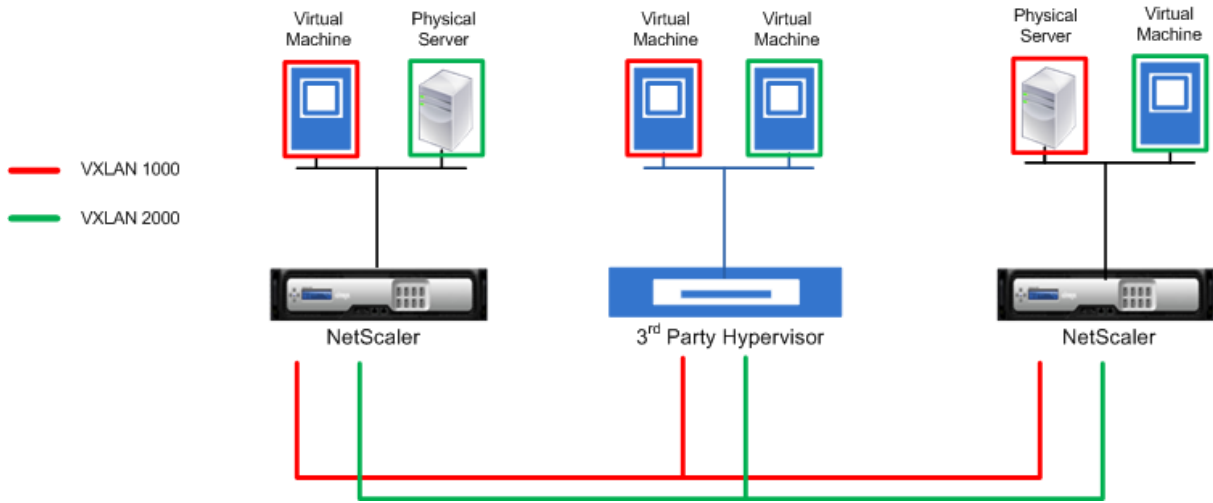 Virtual
Machine
Physical
Server
Virtual
Machine
Virtual
Machine
Physical
Server
Virtual
Machine
VXLAN 1000
VXLAN 2000
NetScaler
3rd Party Hypervisor
NetScaler